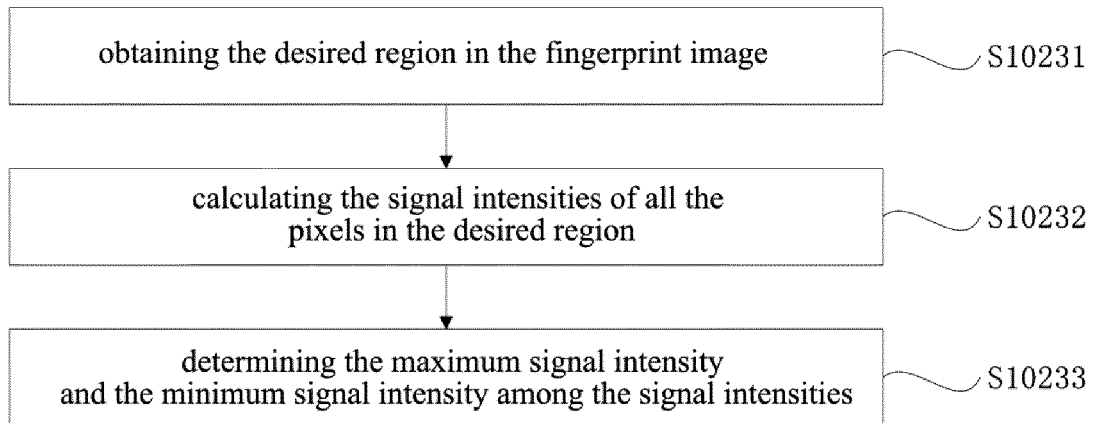 obtaining the desired region in the fingerprint image
S10231
calculating the signal intensities of all the
pixels in the desired region
S10232
determining the maximum signal intensity
and the minimum signal intensity among the signal intensities
S10233